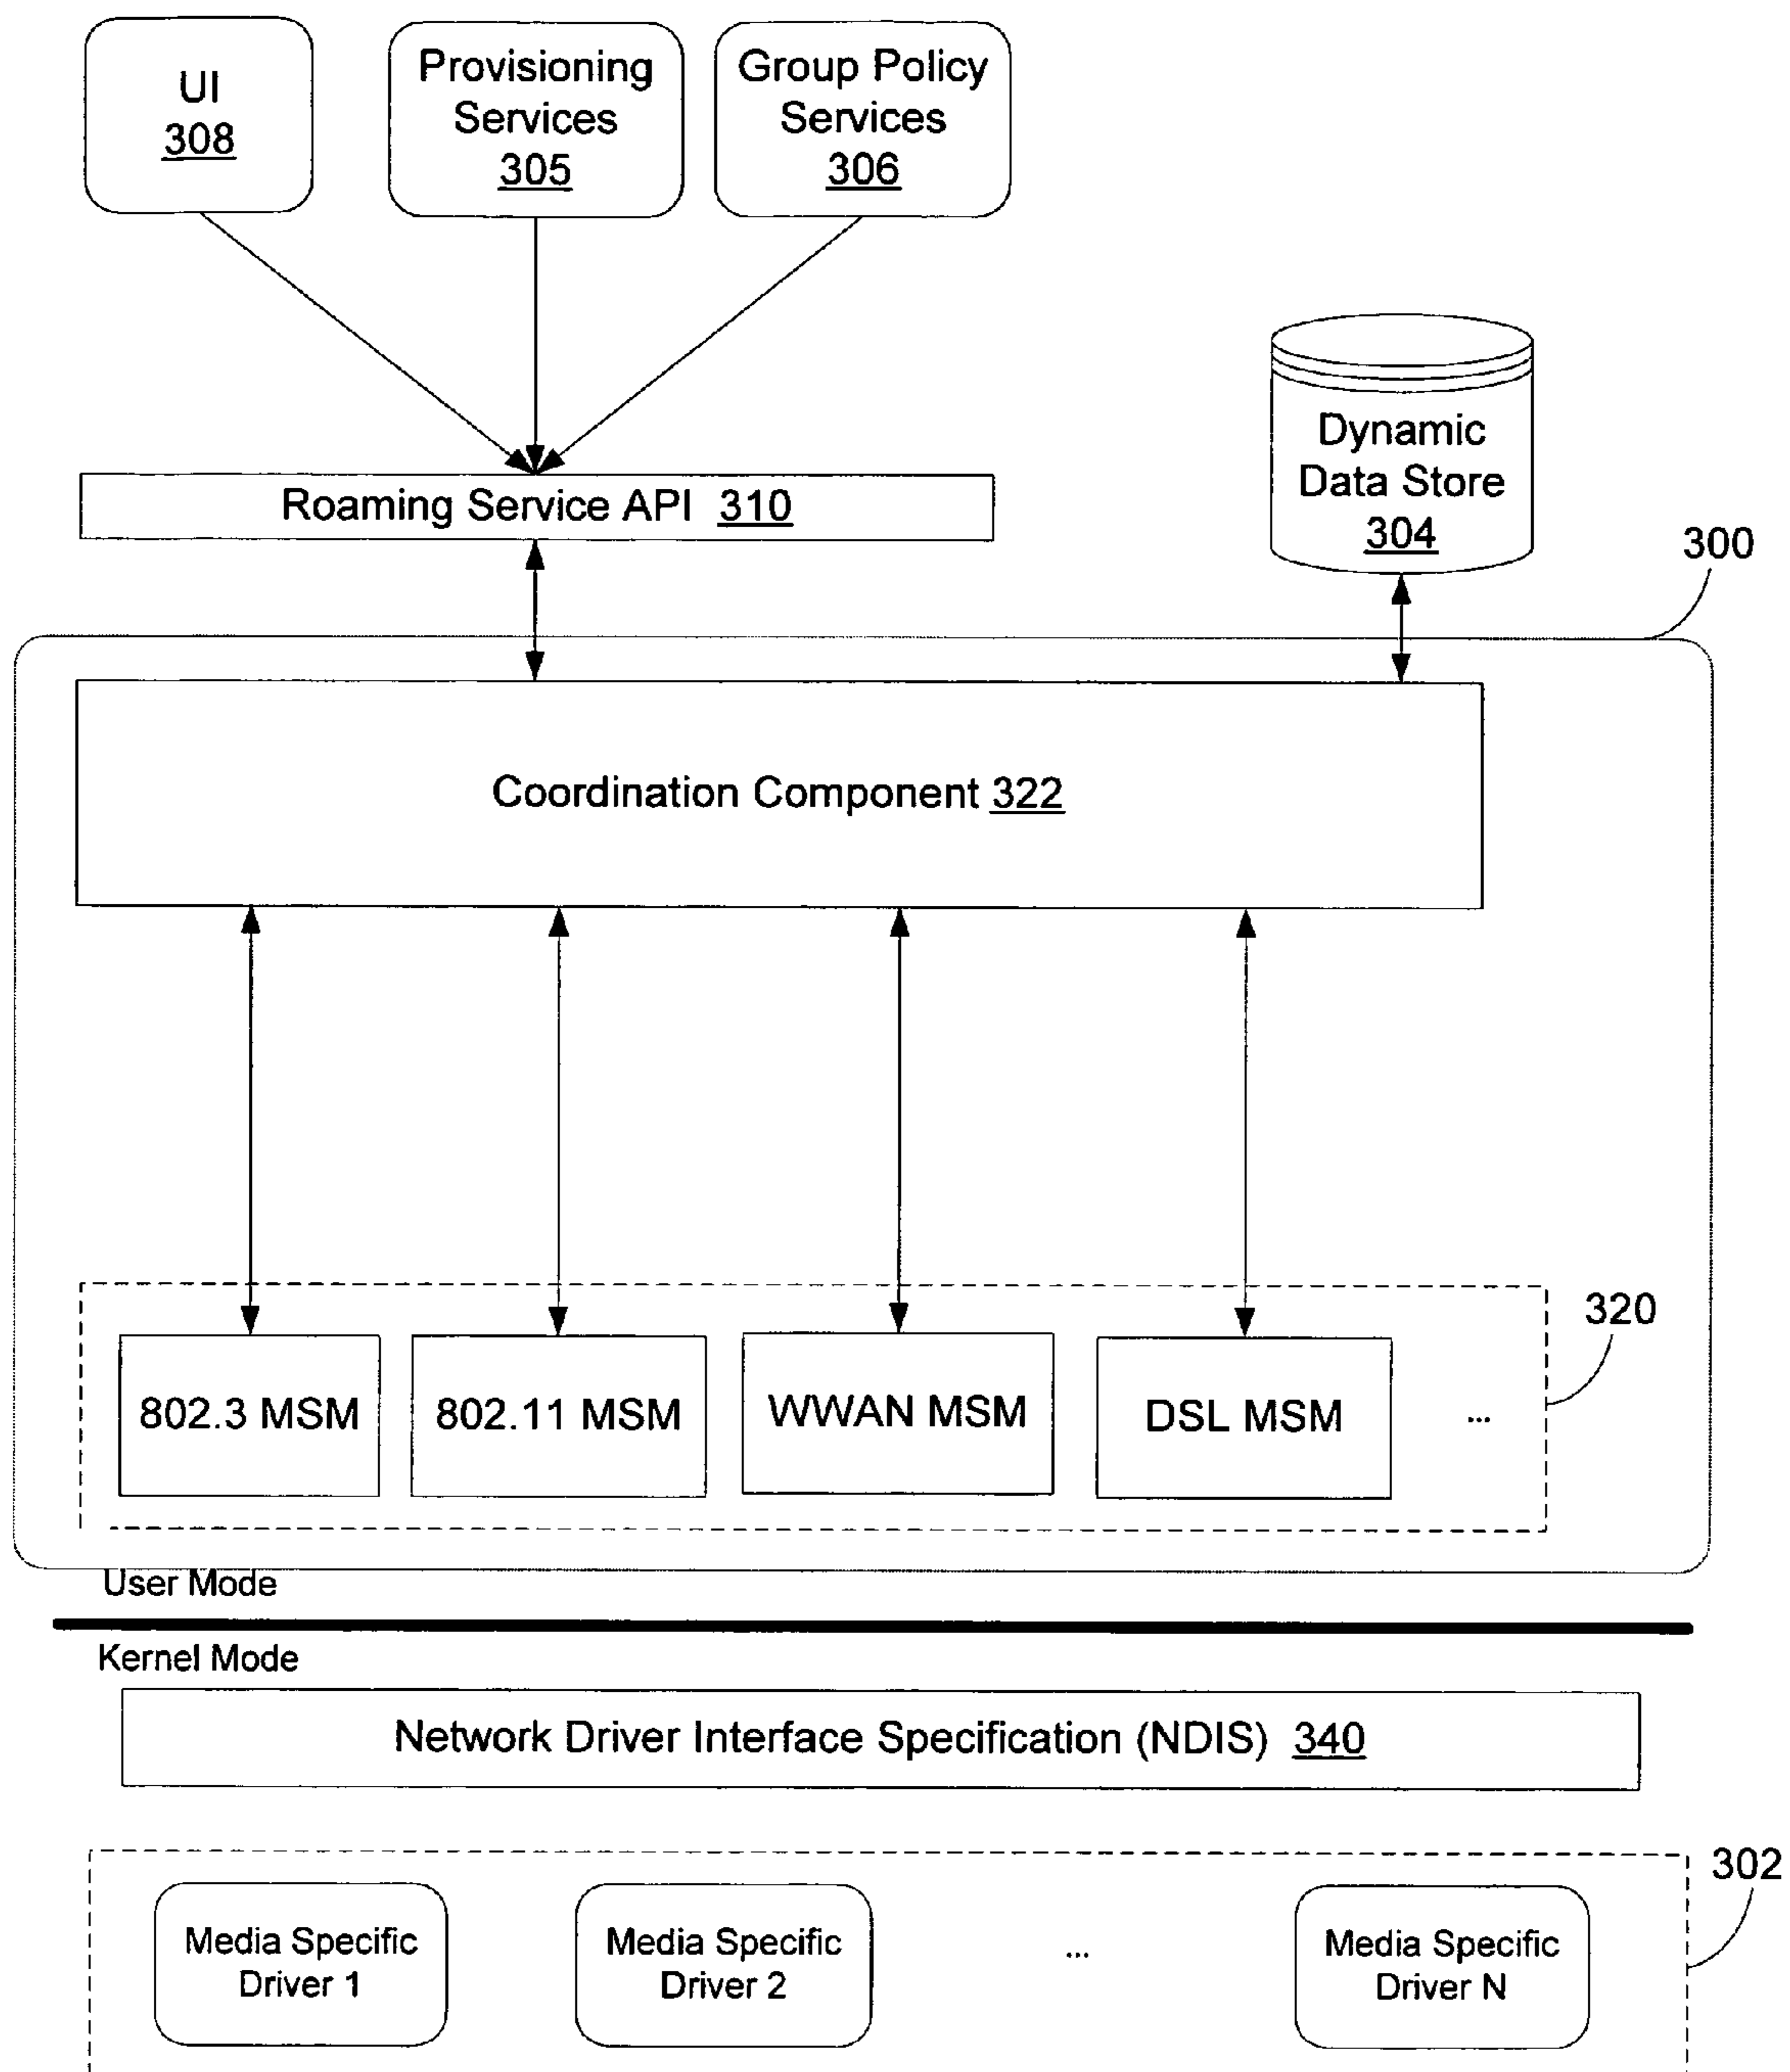 UI
308
Provisioning
Services
305
Group Policy
Services
306
Roaming Service API 310
Dynamic
Data Store
304
300
Coordination Component 322
320
802.3 MSM
802.11 MSM
WWAN MSM
DSL MSM
...
User Mode
Kernel Mode
Network Driver Interface Specification (NDIS) 340
302
Media Specific
Driver 1
Media Specific
Driver 2
...
Media Specific
Driver N